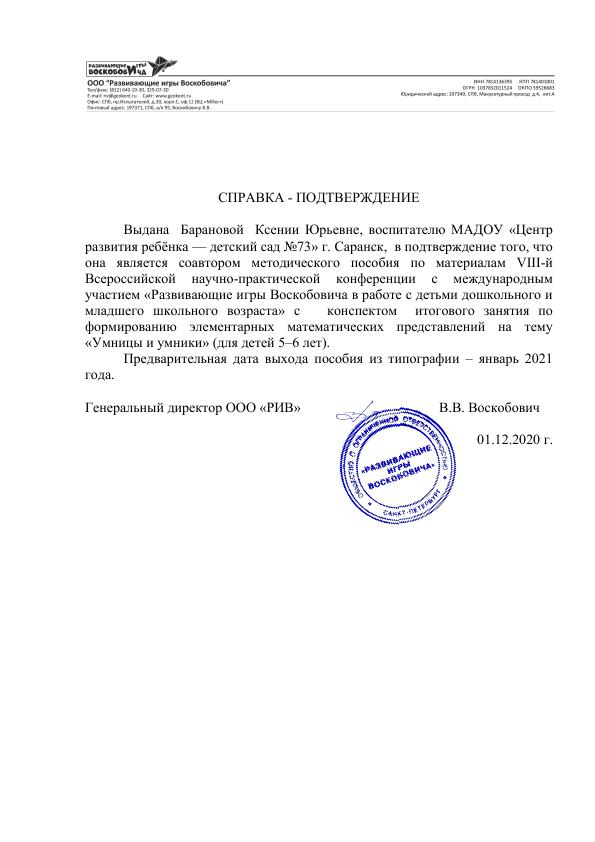 РАЗВИВАЮЩИЕ ИГРЫ
ВОСКОБОВИЧА
ООО "Развивающие игры Воскобовича"
Тел/факс: (812) 640-19-30, 329-07-30
E-mail: riv@geokont.ru Сайт: www.geokont.ru
Офис: СПб, пр.Испытателей, д.30, корп.С, оф.12 (БЦ «Miller»)
Почтовый адрес: 197371, СПб, а/я 95, Воскобович В.В.
ИНН 7814136395 КПП 781401001
ОГРН 1037832011524 ОКПО 59526683
Юридический адрес: 197349, СПб, Макулатурный проезд д.4, лит.А
СПРАВКА - ПОДТВЕРЖДЕНИЕ
Выдана Барановой Ксении Юрьевне, воспитателю МАДОУ «Центр
развития ребёнка — детский сад №73» г. Саранск, в подтверждение того, что
она является соавтором методического пособия по материалам VIII-й
Всероссийской научно-практической конференции с международным
участием «Развивающие игры Воскобовича в работе с детьми дошкольного и
младшего школьного возраста» с конспектом итогового занятия по
формированию элементарных математических представлений на тему
«Умницы и умники» (для детей 5–6 лет).
Предварительная дата выхода пособия из типографии – январь 2021
года.
Генеральный директор ООО «РИВ» В.В. Воскобович
01.12.2020 г.
ОБЩЕСТВО С ОГРАНИЧЕННОЙ ОТВЕТСТВЕННОСТЬЮ
«РАЗВИВАЮЩИЕ
ИГРЫ
ВОСКОБОВИЧА»
САНКТ-ПЕТЕРБУРГ